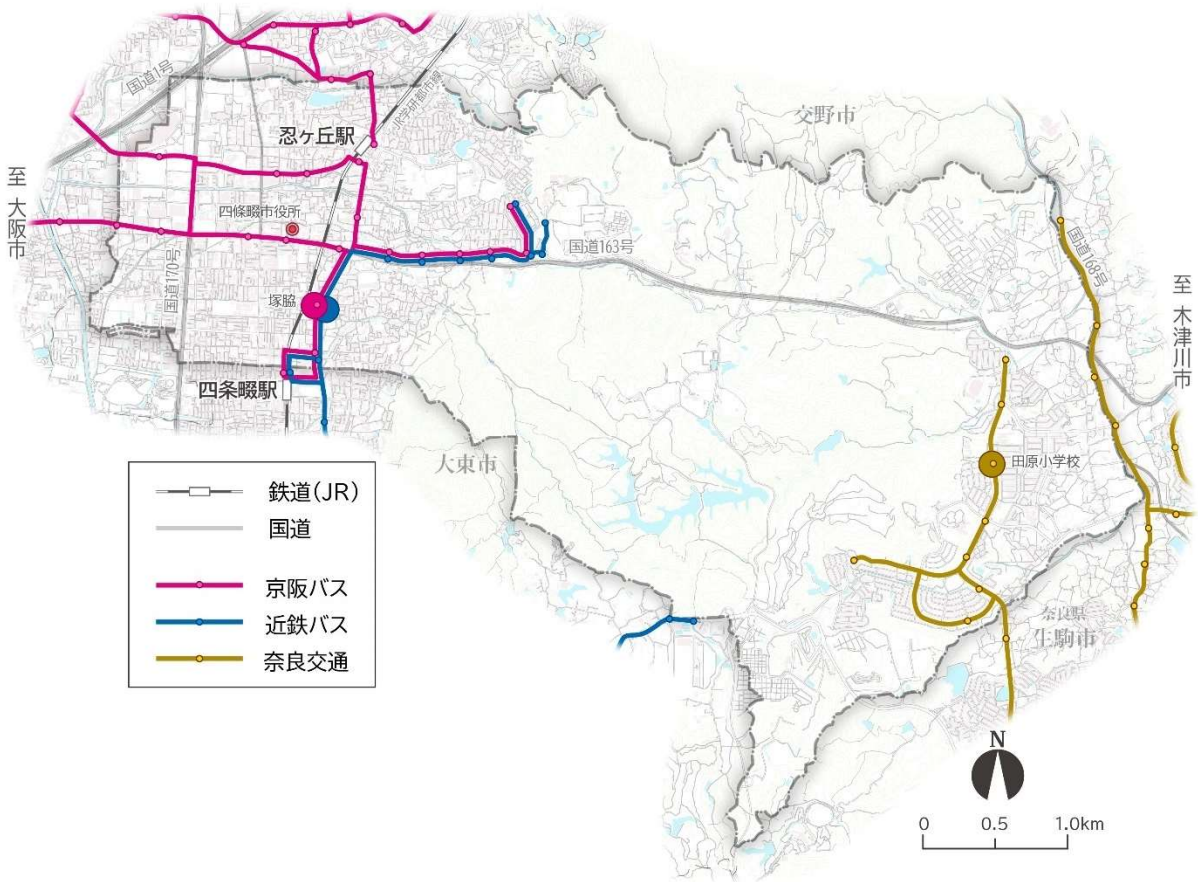 国道1号
JR学研都市線
忍ヶ丘駅
交野市
至 大阪市
四條畷市役所
国道163号
国道168号
国道170号
塚脇
至 木津川市
四条畷駅
大東市
田原小学校
鉄道(JR)
国道
京阪バス
近鉄バス
奈良交通
奈良県
生駒市
N
0 0.5 1.0km